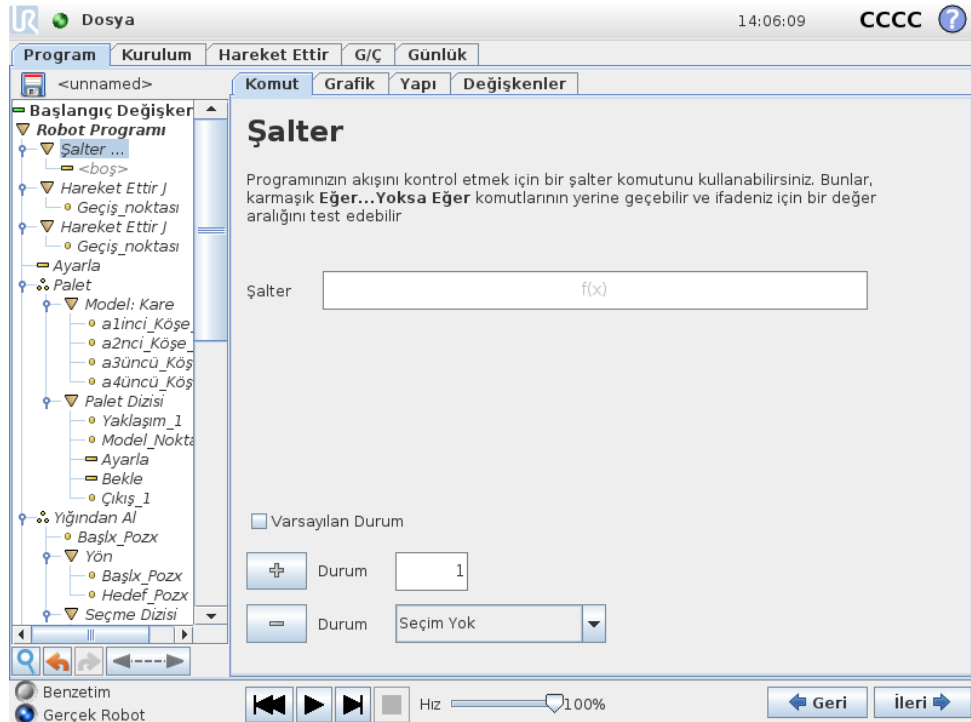 UR Dosya 14:06:09 CCCC ?
Program Kurulum Hareket Ettir G/Ç Günlük
<unnamed>
Komut Grafik Yapı Değişkenler
Başlangıç Değişker
Robot Programı
Şalter ...
<boş>
Hareket Ettir J
Geçiş_noktası
Hareket Ettir J
Geçiş_noktası
Ayarla
Palet
Model: Kare
a1inci_Köşe_
a2nci_Köşe_
a3üncü_Köş
a4üncü_Köş
Palet Dizisi
Yaklaşım_1
Model_Nokta
Ayarla
Bekle
Çıkış_1
Yığından Al
Başlx_Pozx
Yön
Başlx_Pozx
Hedef_Pozx
Seçme Dizisi
Şalter
Programınızın akışını kontrol etmek için bir şalter komutunu kullanabilirsiniz. Bunlar,
karmaşık Eğer...Yoksa Eğer komutlarının yerine geçebilir ve ifadeniz için bir değer
aralığını test edebilir
Şalter f(x)
Varsayılan Durum
Durum 1
Durum Seçim Yok
Benzetim
Gerçek Robot
Hız 100%
Geri İleri